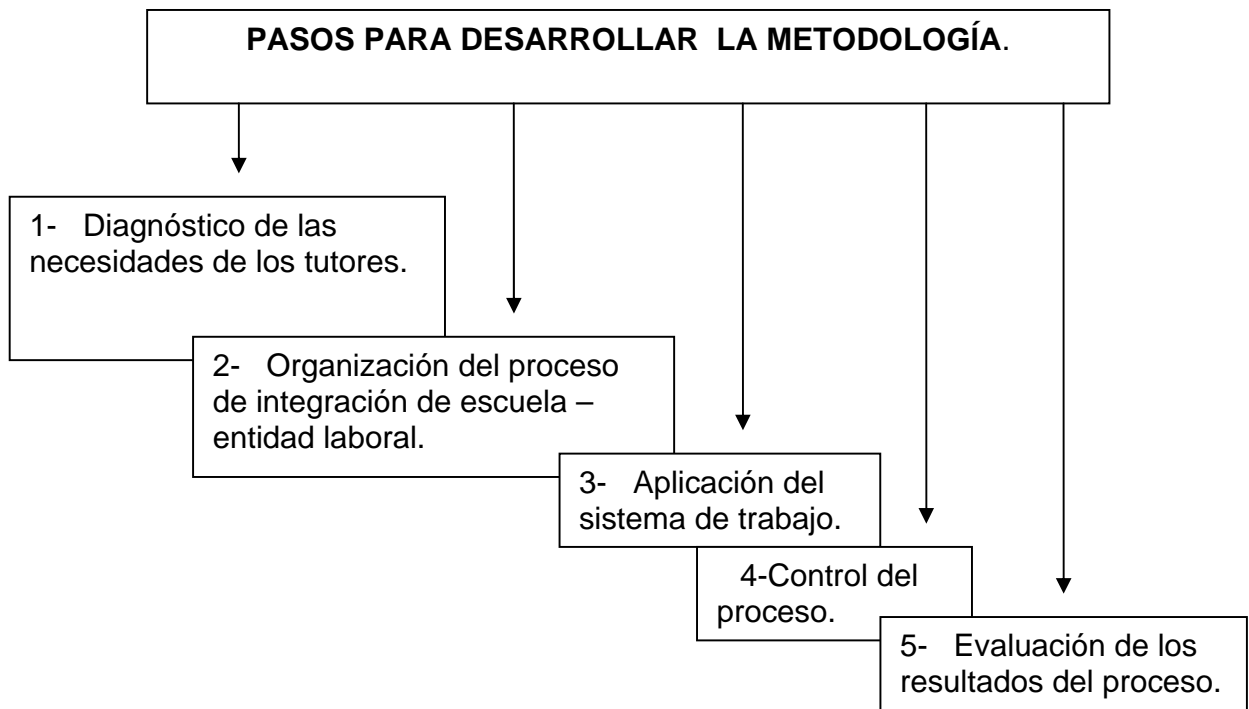 PASOS PARA DESARROLLAR LA METODOLOGÍA.
1- Diagnóstico de las
necesidades de los tutores.
2- Organización del proceso
de integración de escuela –
entidad laboral.
3- Aplicación del
sistema de trabajo.
4-Control del
proceso.
5- Evaluación de los
resultados del proceso.